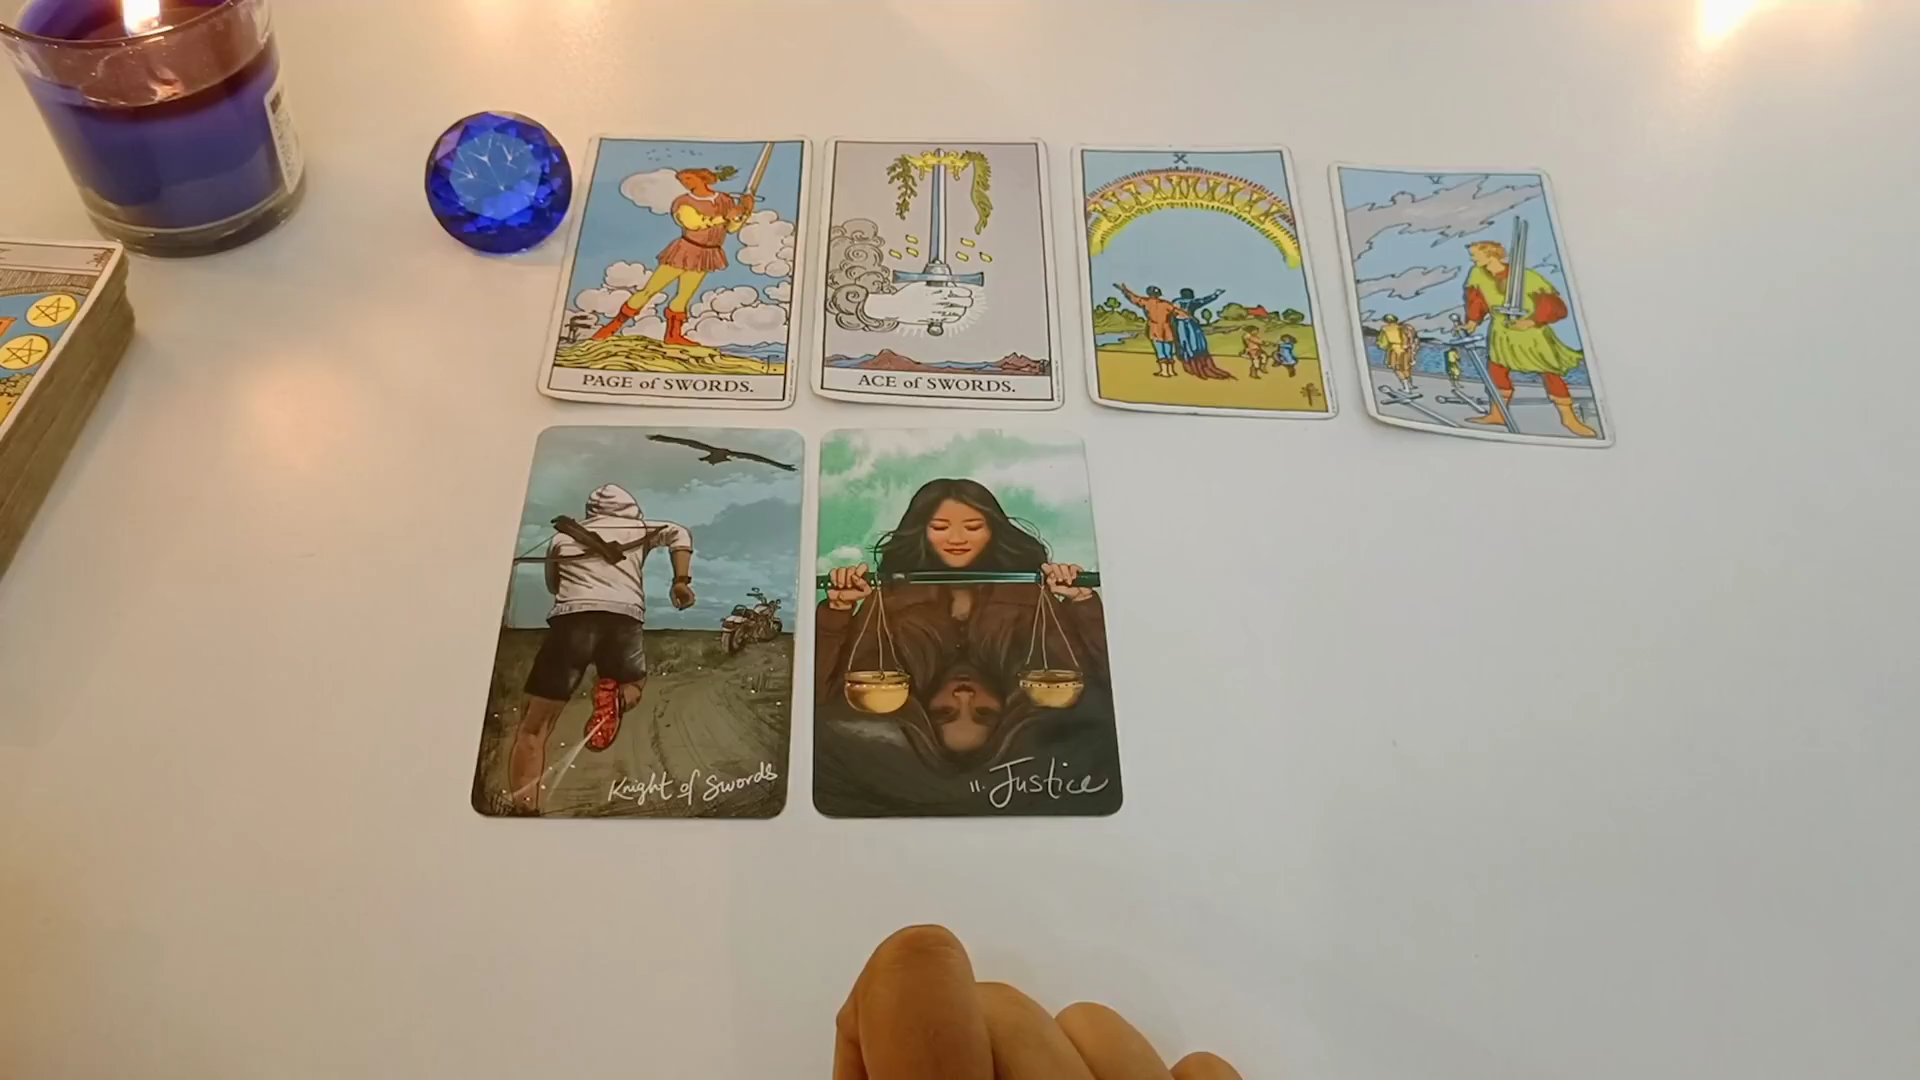 PAGE of SWORDS.
ACE of SWORDS.
X
V
Knight of Swords
11. Justice